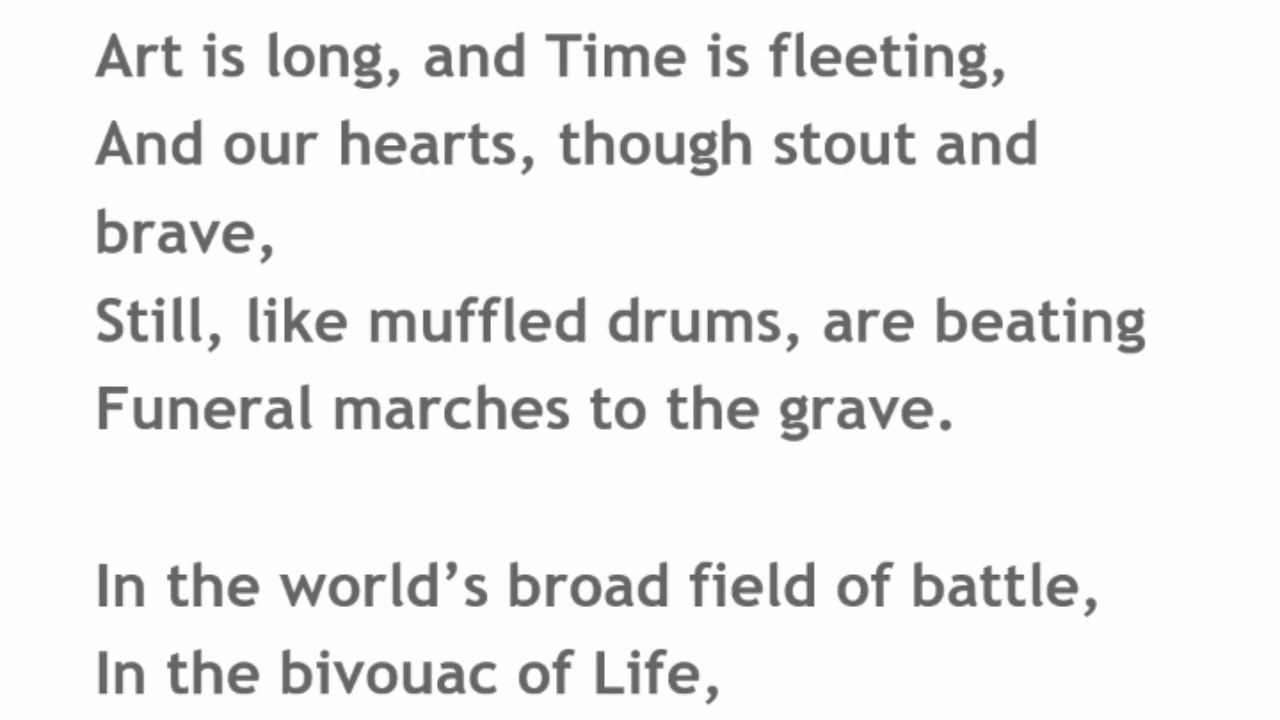 Art is long, and Time is fleeting,
And our hearts, though stout and
brave,
Still, like muffled drums, are beating
Funeral marches to the grave.
In the world’s broad field of battle,
In the bivouac of Life,